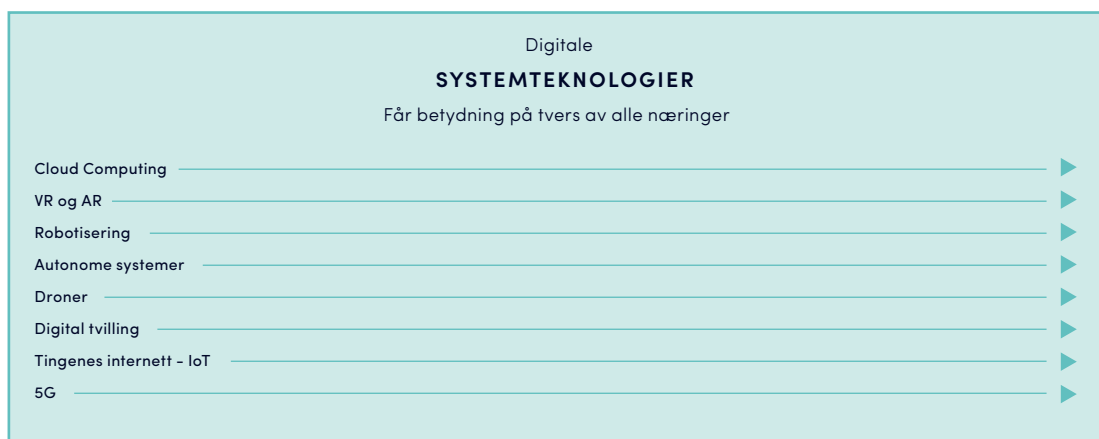 Digitale
SYSTEMTEKNOLOGIER
Får betydning på tvers av alle næringer
Cloud Computing
VR og AR
Robotisering
Autonome systemer
Droner
Digital tvilling
Tingenes internett - IoT
5G